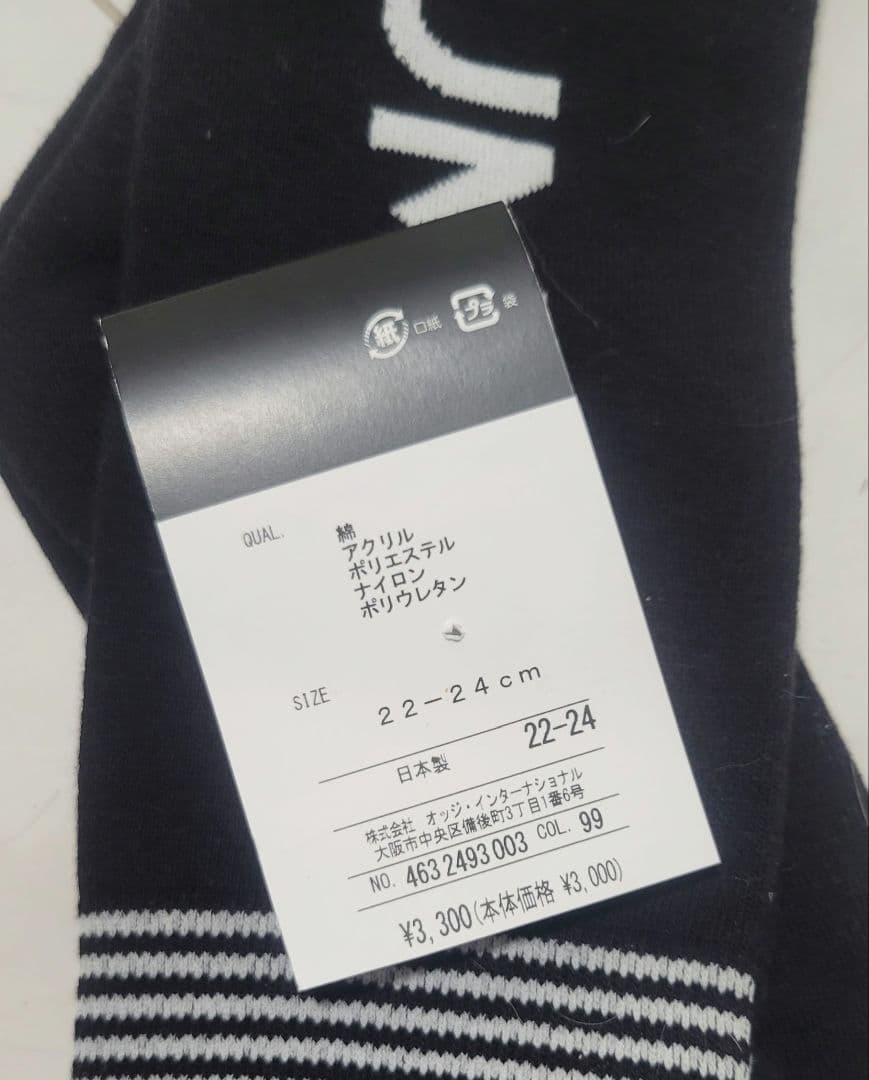 紙 口紙 プラ 袋
QUAL. 綿
アクリル
ポリエステル
ナイロン
ポリウレタン
SIZE 22-24cm
22-24
日本製
株式会社 オッジ・インターナショナル
大阪市中央区備後町3丁目1番6号
NO. 463 2493 003 COL. 99
¥3,300(本体価格 ¥3,000)